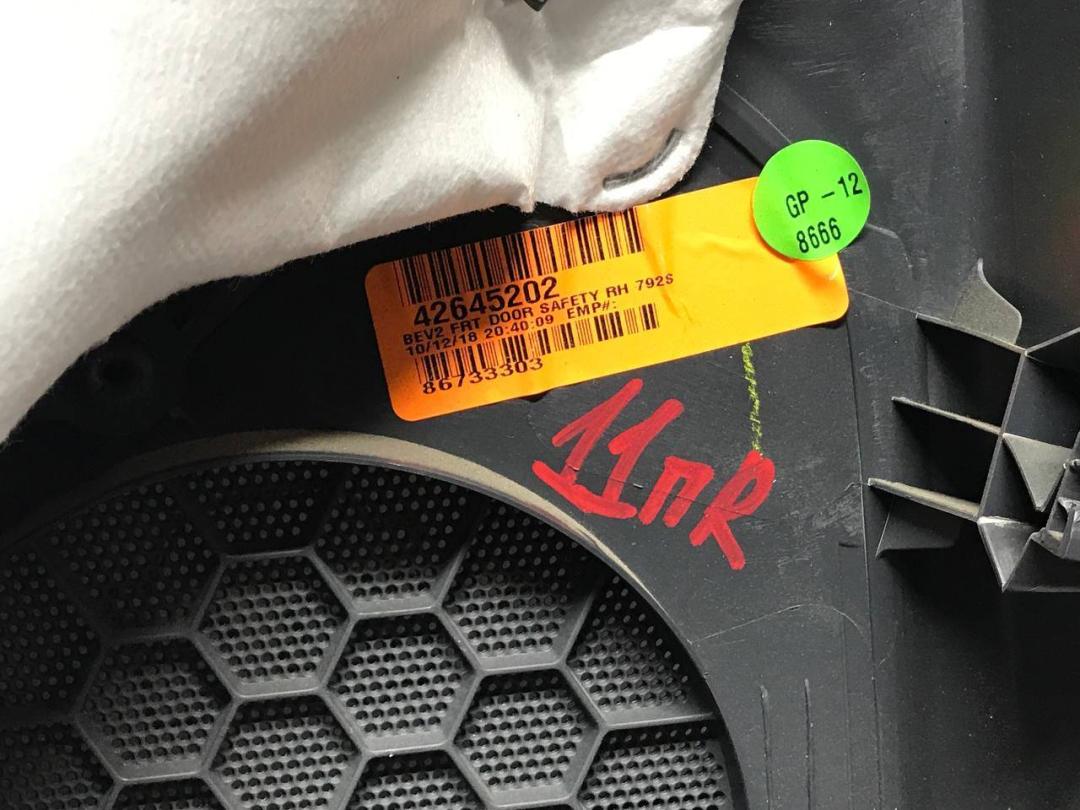 GP -12
8666
42645202
BEV2 FRT DOOR SAFETY RH 792S
10/12/18 20:40:09 EMP#:
86733303
11пR